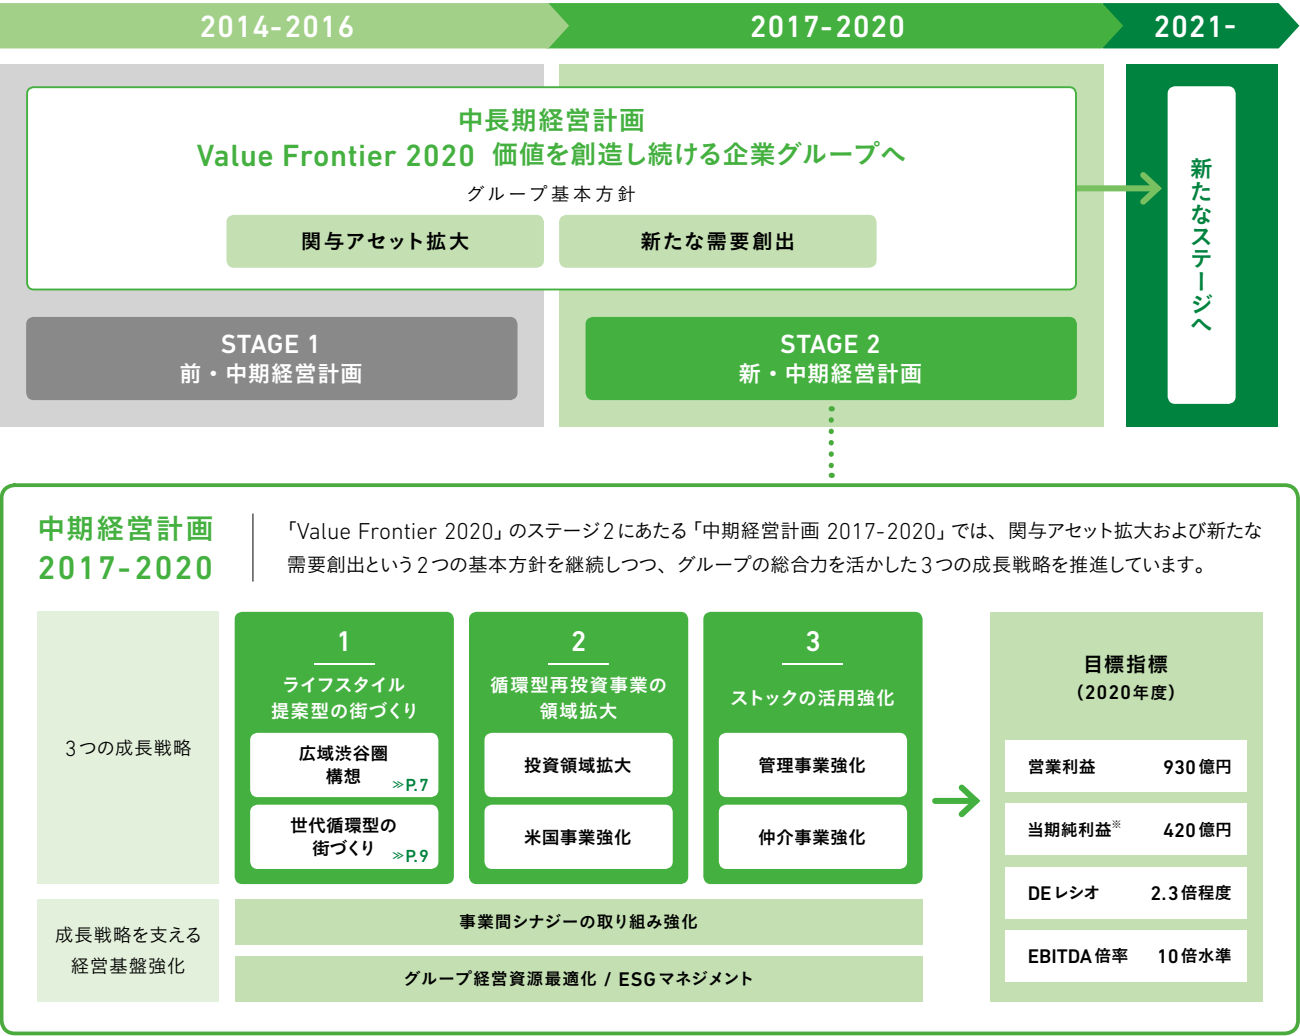 2014-2016
2017-2020
2021-
中長期経営計画
Value Frontier 2020 価値を創造し続ける企業グループへ
グループ基本方針
関与アセット拡大
新たな需要創出
新たなステージへ
STAGE 1
前・中期経営計画
STAGE 2
新・中期経営計画
中期経営計画
2017-2020
「Value Frontier 2020」のステージ2にあたる「中期経営計画 2017-2020」では、関与アセット拡大および新たな
需要創出という2つの基本方針を継続しつつ、グループの総合力を活かした3つの成長戦略を推進しています。
3つの成長戦略
1
ライフスタイル
提案型の街づくり
広域渋谷圏
構想
≫P.7
世代循環型の
街づくり
≫P.9
2
循環型再投資事業の
領域拡大
投資領域拡大
米国事業強化
3
ストックの活用強化
管理事業強化
仲介事業強化
成長戦略を支える
経営基盤強化
事業間シナジーの取り組み強化
グループ経営資源最適化 / ESGマネジメント
目標指標
(2020年度)
営業利益 930億円
当期純利益※ 420億円
DEレシオ 2.3倍程度
EBITDA倍率 10倍水準